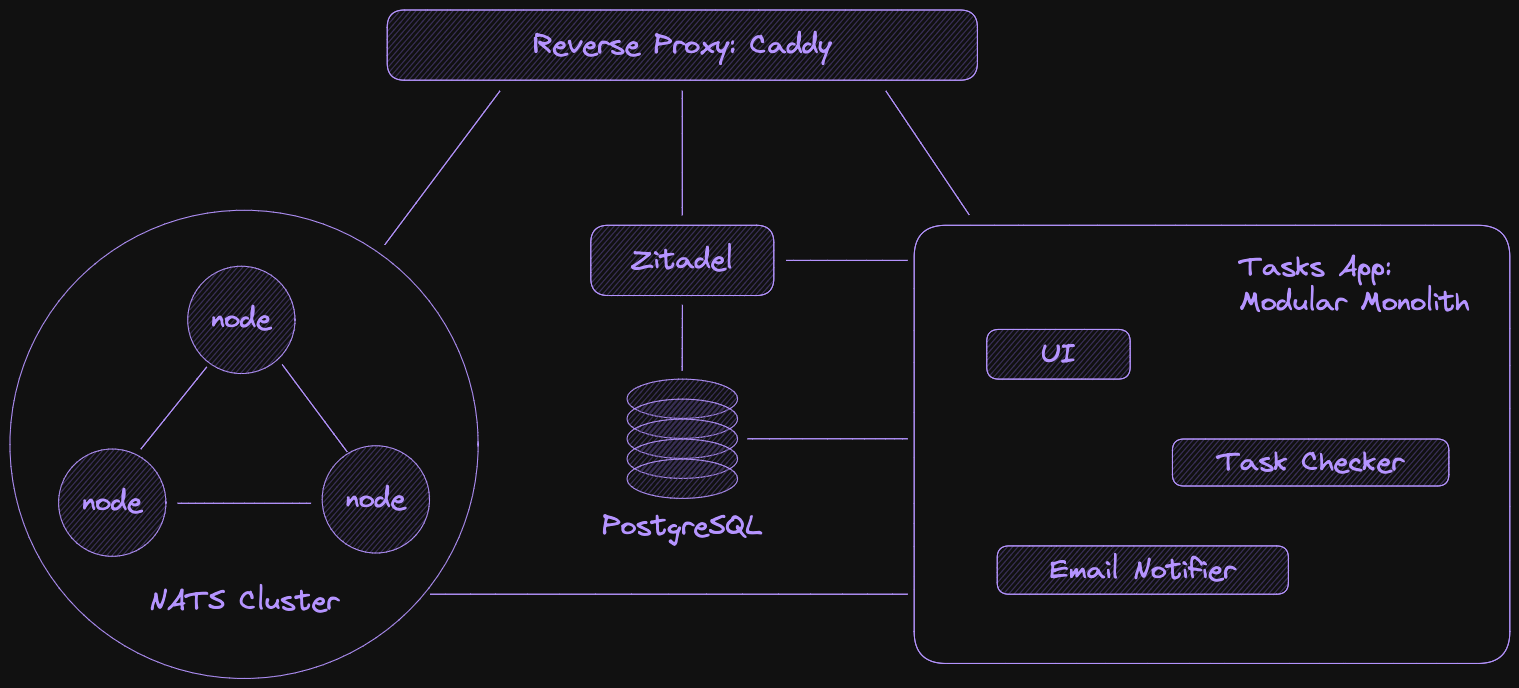 Reverse Proxy: Caddy
Zitadel
Tasks App:
Modular Monolith
node
UI
Task Checker
node
node
PostgreSQL
Email Notifier
NATS Cluster